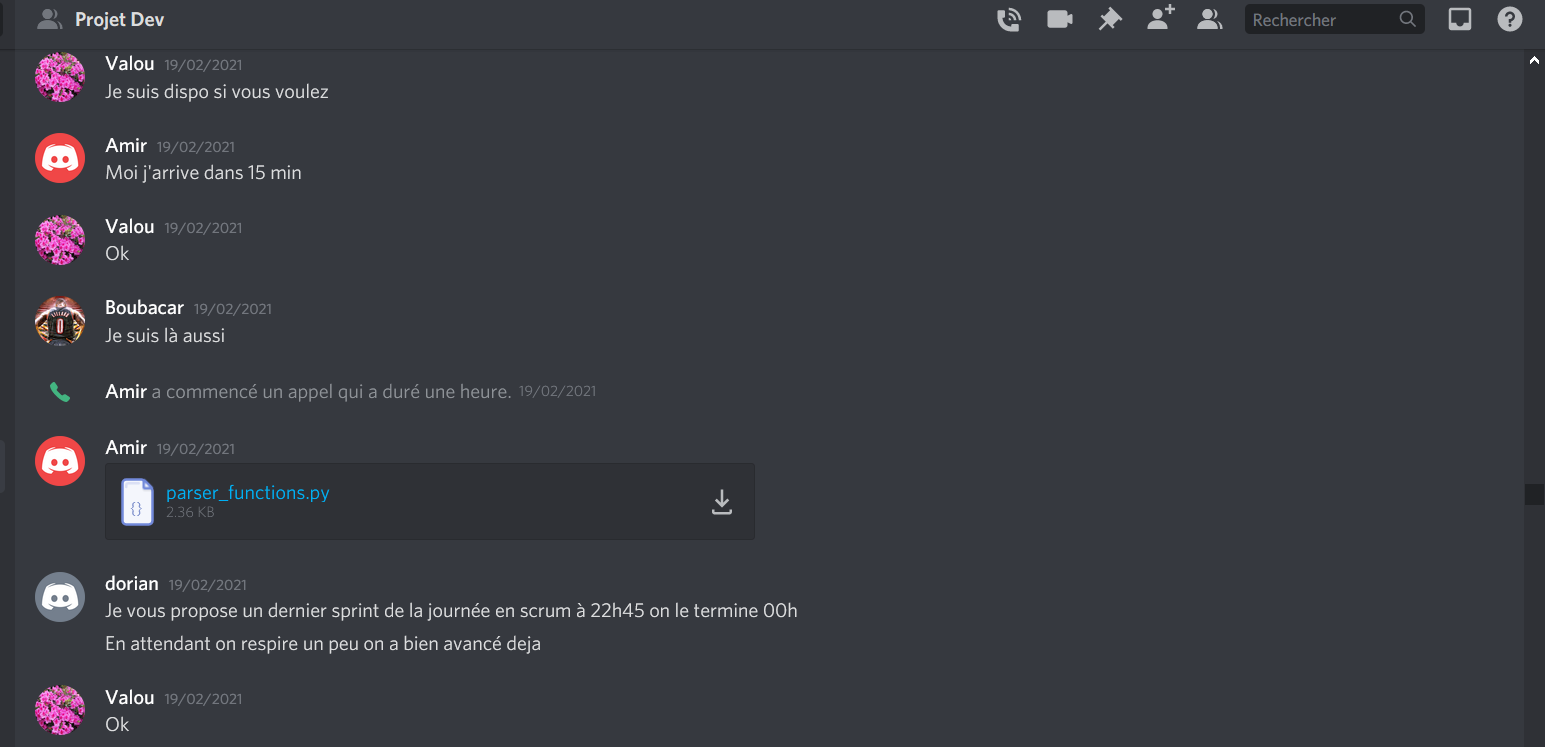 Projet Dev
Rechercher
Valou 19/02/2021
Je suis dispo si vous voulez
Amir 19/02/2021
Moi j'arrive dans 15 min
Valou 19/02/2021
Ok
Boubacar 19/02/2021
Je suis là aussi
Amir a commencé un appel qui a duré une heure. 19/02/2021
Amir 19/02/2021
{}
parser_functions.py
2.36 KB
dorian 19/02/2021
Je vous propose un dernier sprint de la journée en scrum à 22h45 on le termine 00h
En attendant on respire un peu on a bien avancé deja
Valou 19/02/2021
Ok